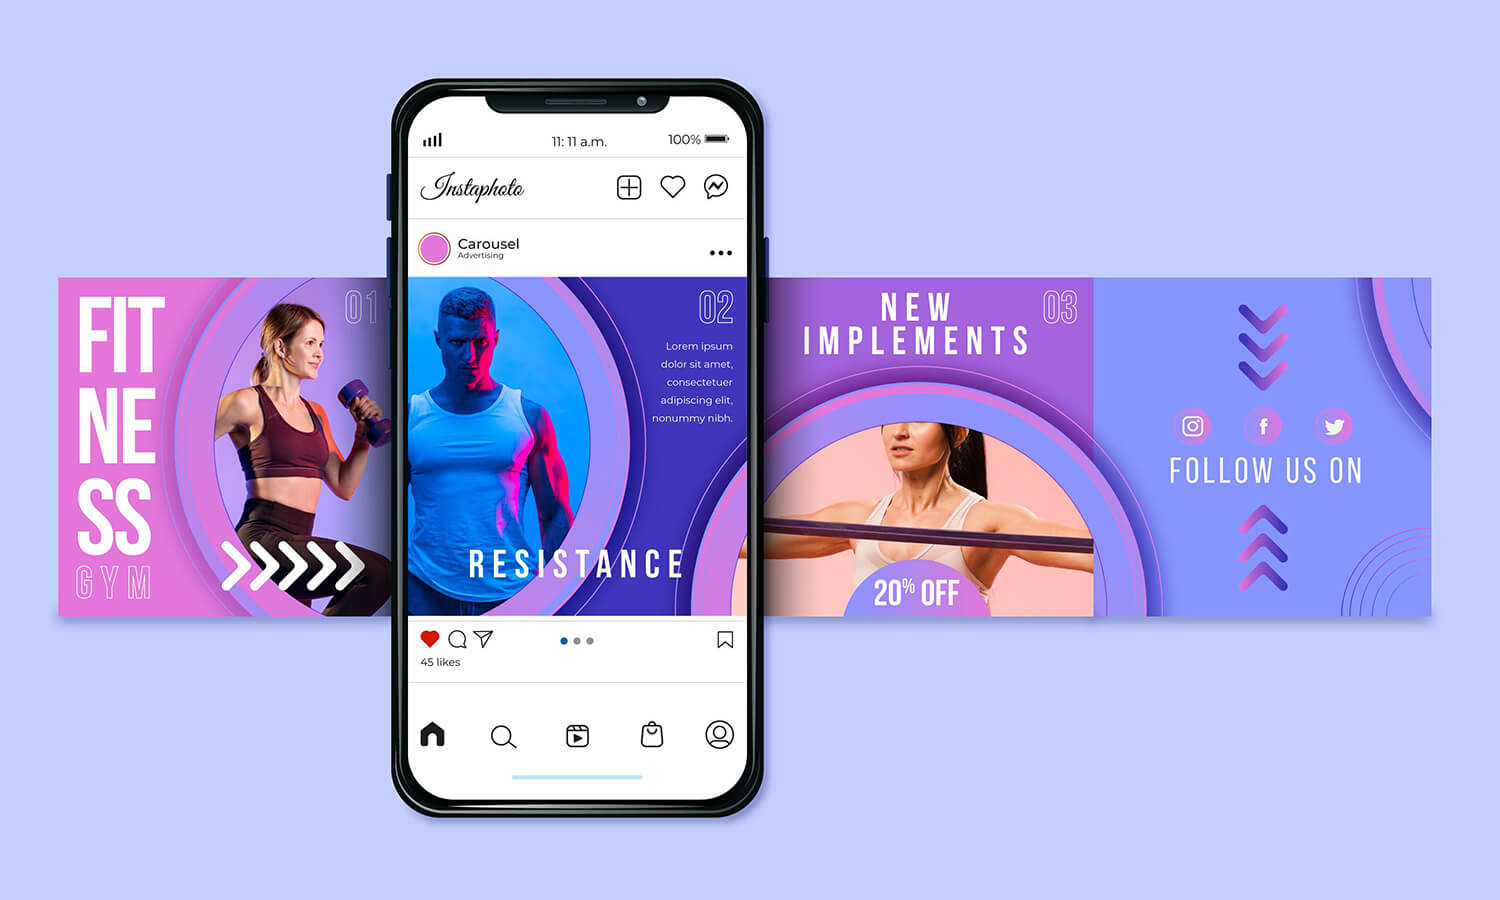 11: 11 a.m.
100%
Instaphoto
Carousel
Advertising
FIT
NE
SS
GYM
01
02
Lorem ipsum
dolor sit amet,
consectetuer
adipiscing elit,
nonummy nibh.
RESISTANCE
NEW
IMPLEMENTS
03
20% OFF
FOLLOW US ON
45 likes